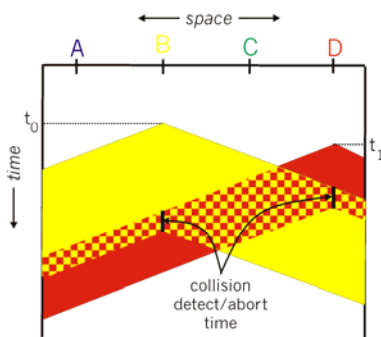 space
A B C D
t0
t1
time
collision
detect/abort
time